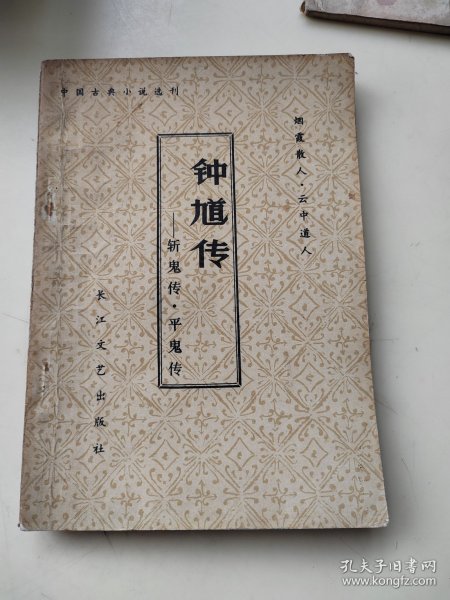 中国古典小说选刊
烟霞散人·云中道人
钟馗传
——斩鬼传·平鬼传
长江文艺出版社
孔夫子旧书网
www.kongfz.com